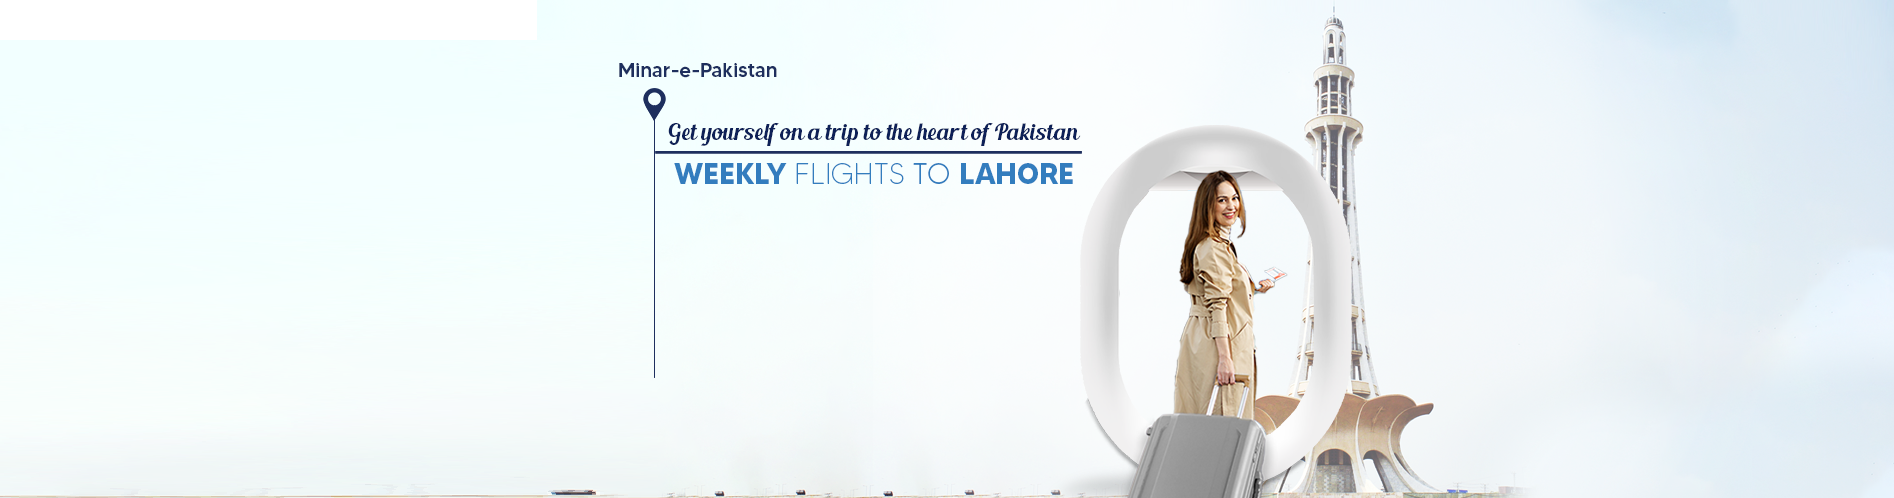 Minar-e-Pakistan
Get yourself on a trip to the heart of Pakistan
WEEKLY FLIGHTS TO LAHORE